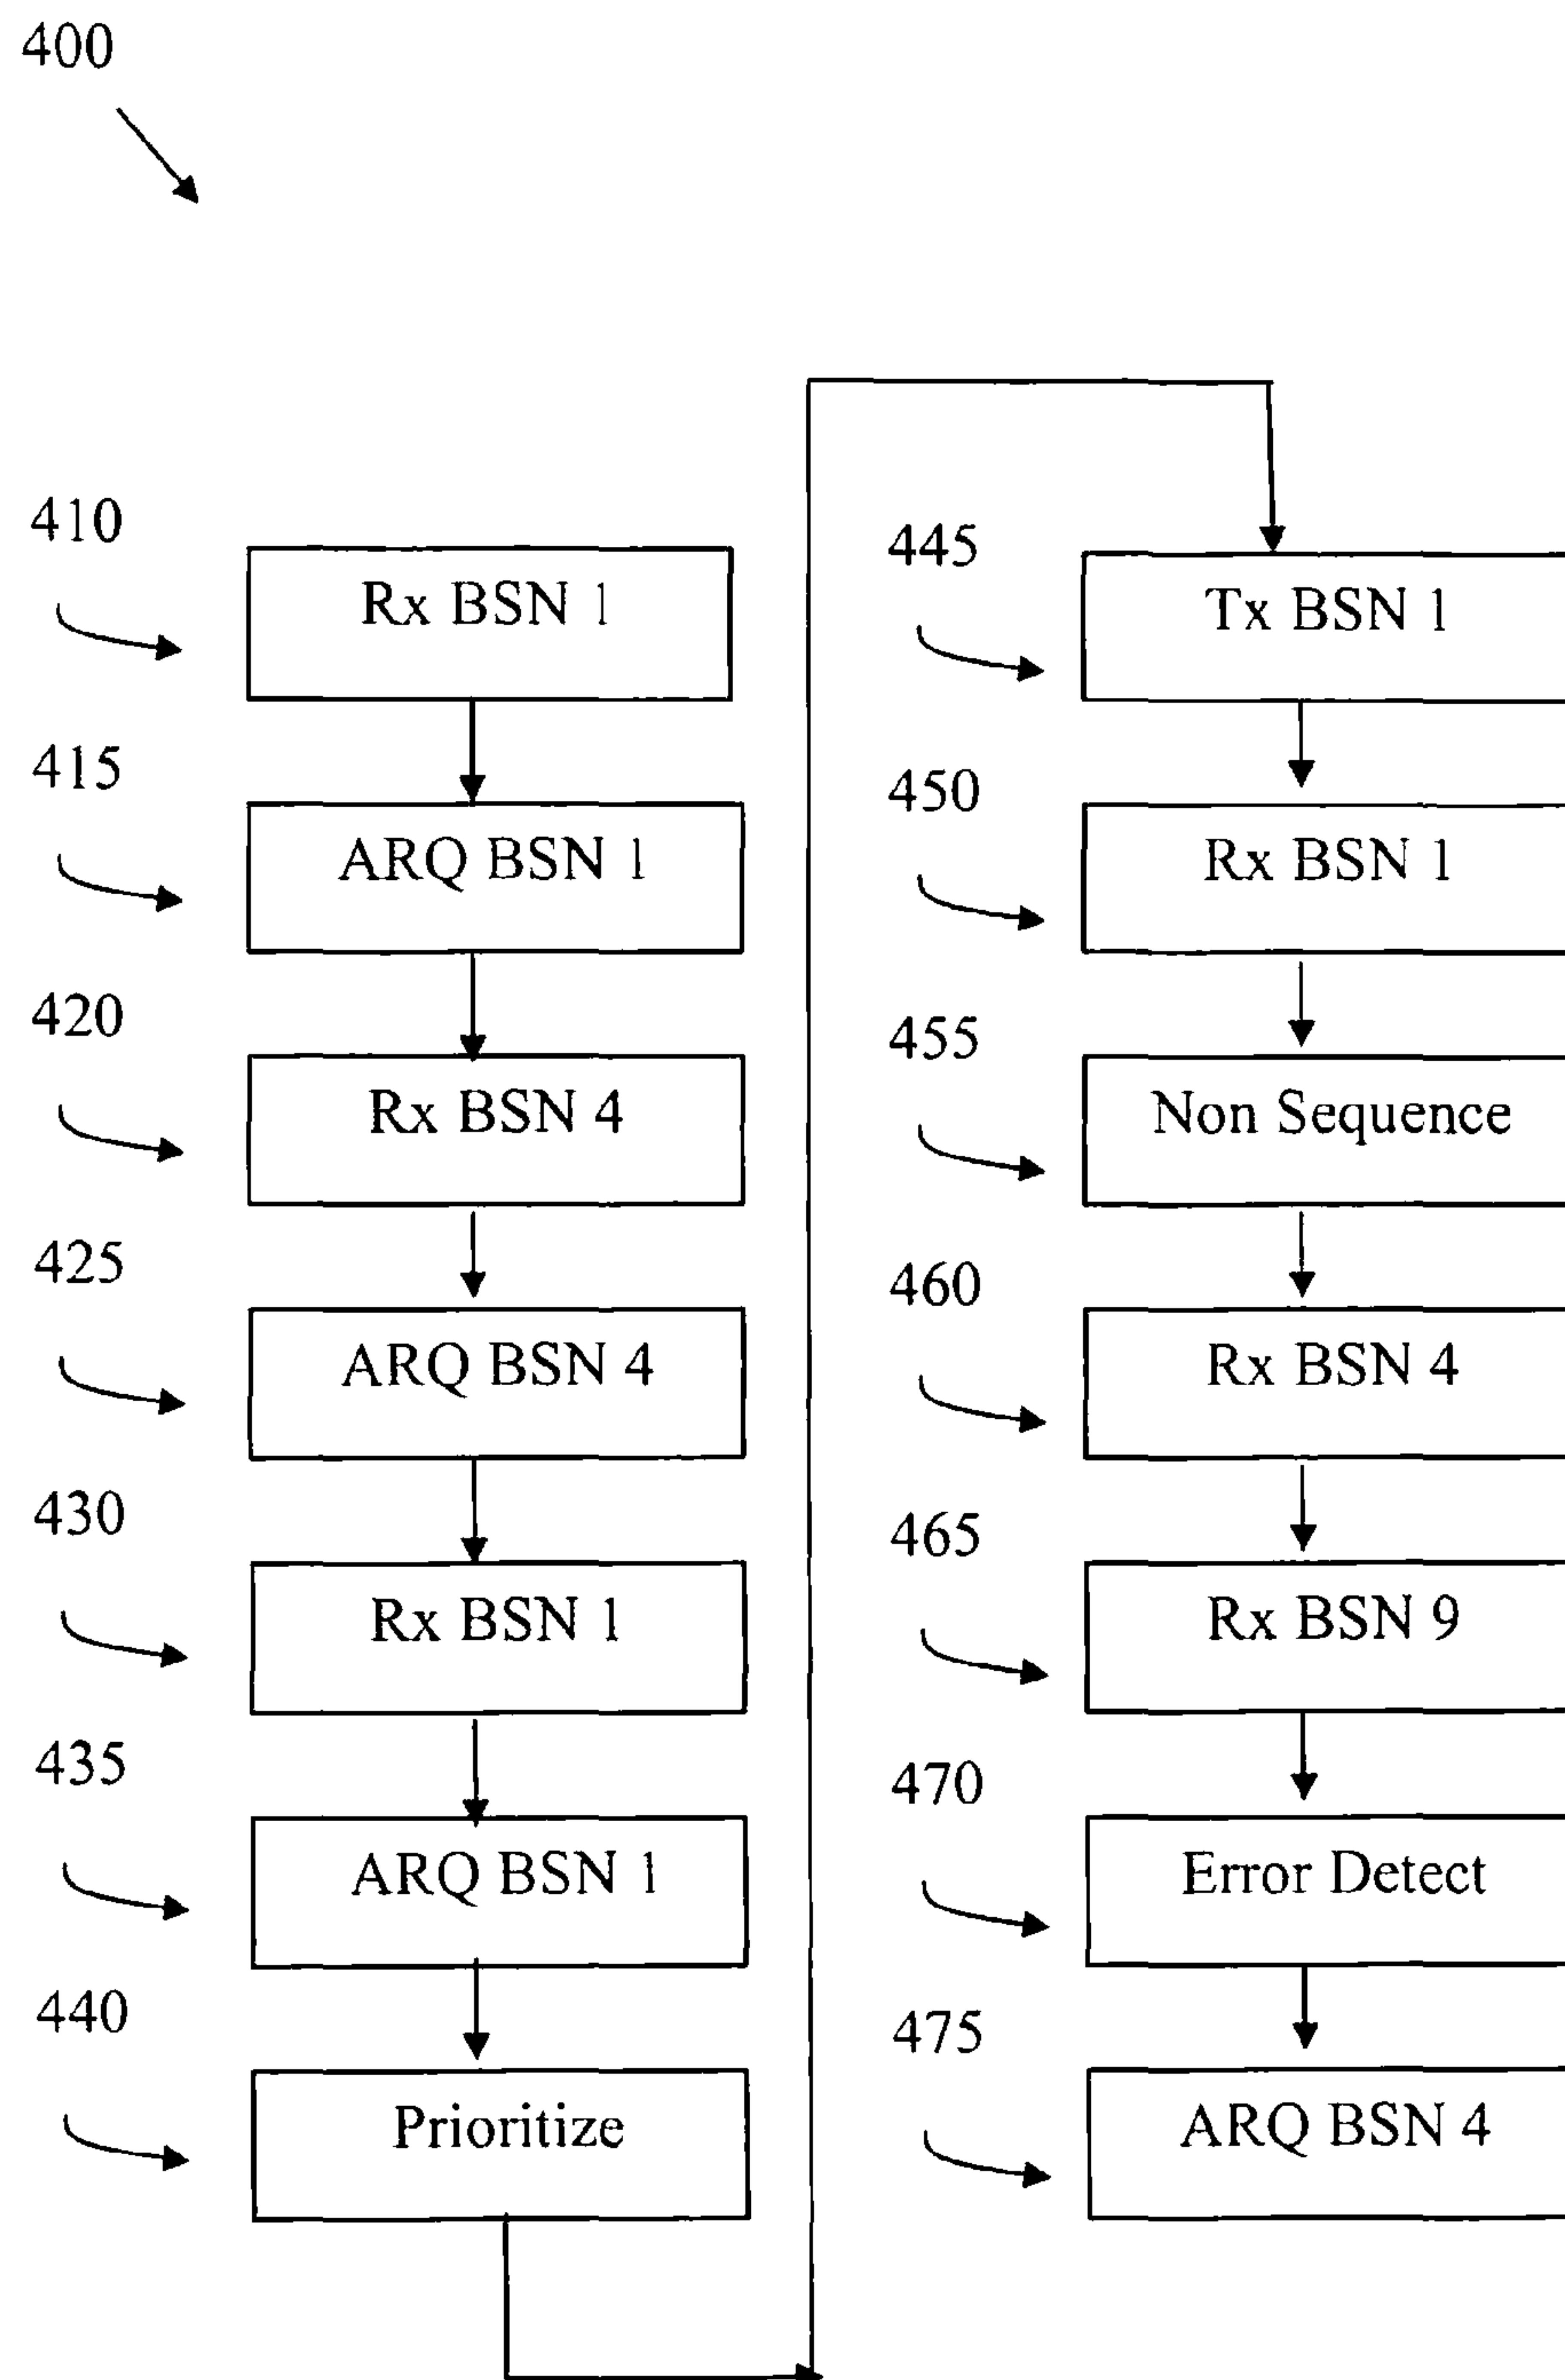 400
410
Rx BSN 1
415
ARQ BSN 1
420
Rx BSN 4
425
ARQ BSN 4
430
Rx BSN 1
435
ARQ BSN 1
440
Prioritize
445
Tx BSN 1
450
Rx BSN 1
455
Non Sequence
460
Rx BSN 4
465
Rx BSN 9
470
Error Detect
475
ARQ BSN 4